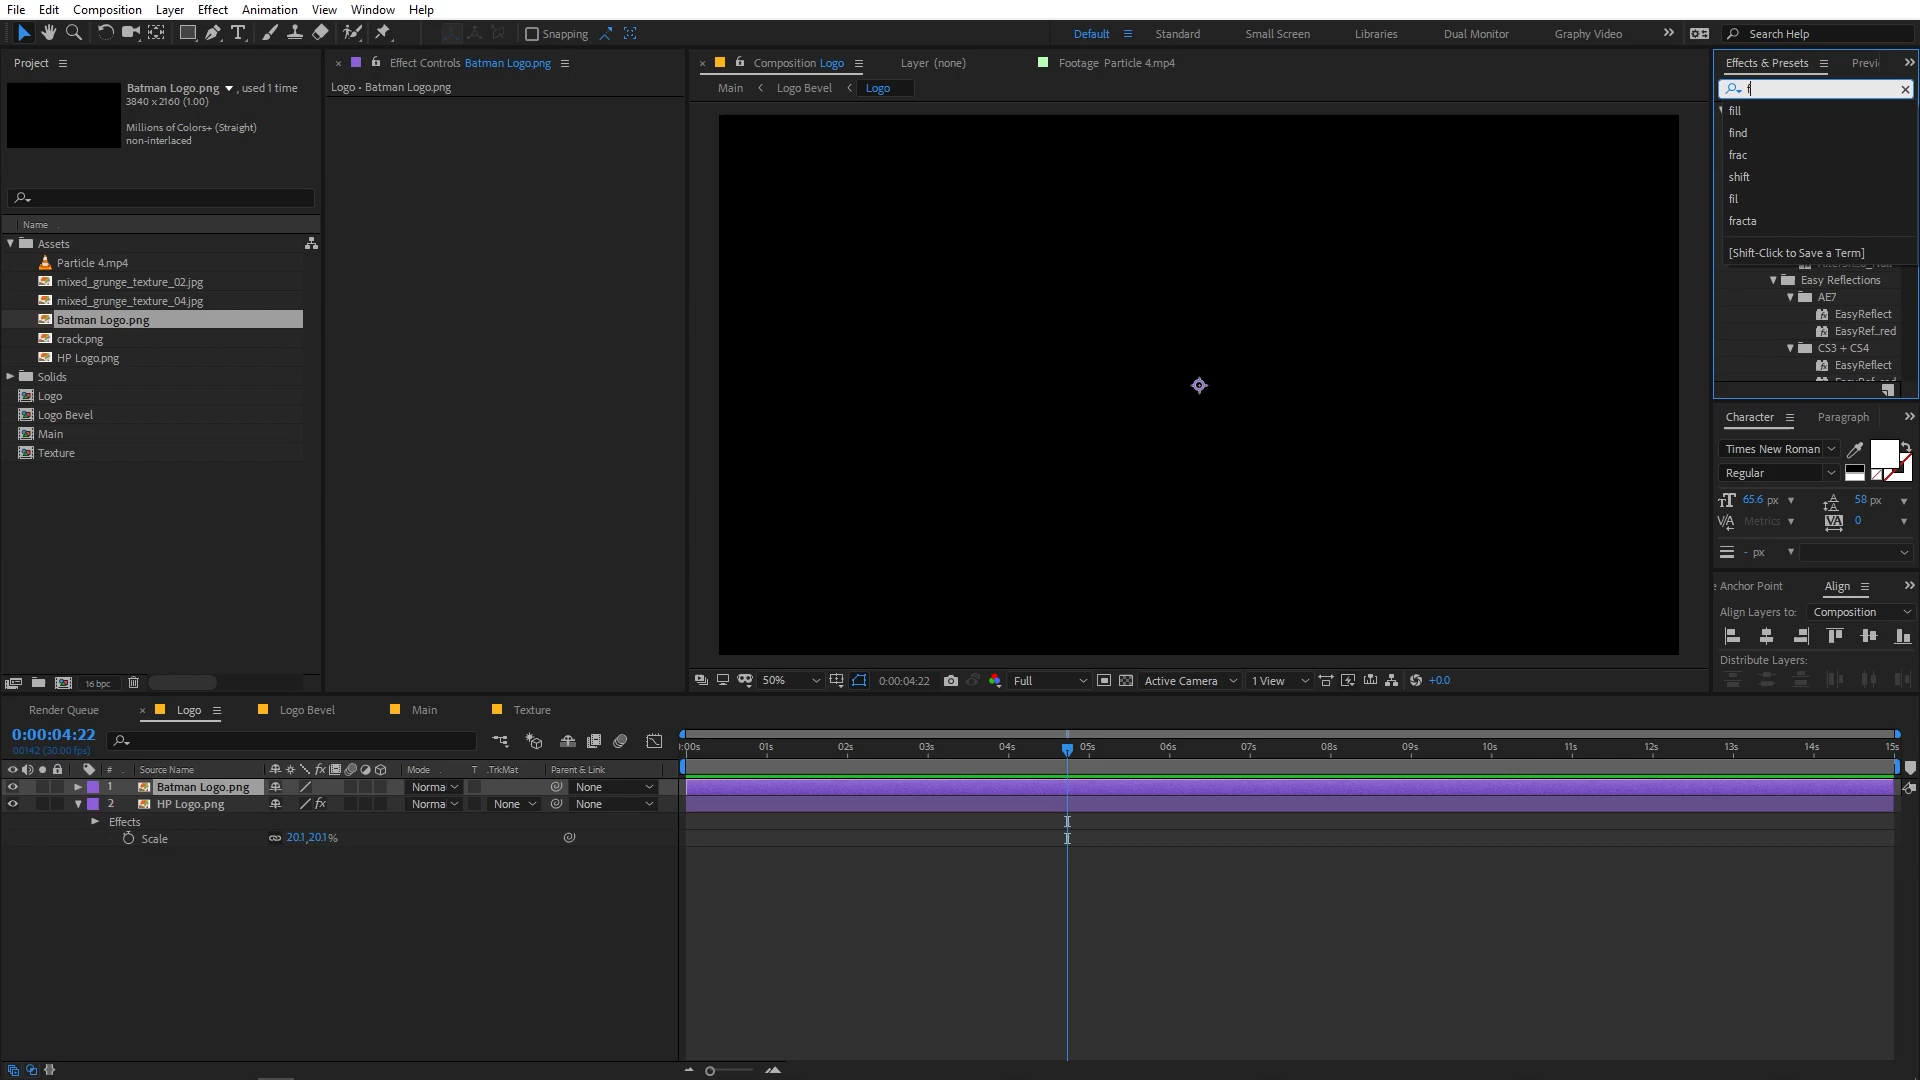 File Edit Composition Layer Effect Animation View Window Help
Snapping
Default Standard Small Screen Libraries Dual Monitor Graphy Video Search Help
Project
Batman Logo.png , used 1 time
3840 x 2160 (1.00)
Millions of Colors+ (Straight)
non-interlaced
Name
Assets
Particle 4.mp4
mixed_grunge_texture_02.jpg
mixed_grunge_texture_04.jpg
Batman Logo.png
crack.png
HP Logo.png
Solids
Logo
Logo Bevel
Main
Texture
16 bpc
Effect Controls Batman Logo.png
Logo • Batman Logo.png
Composition Logo Layer (none) Footage Particle 4.mp4
Main Logo Bevel Logo
50% 0:00:04:22 Full Active Camera 1 View +0.0
Effects & Presets Previ
f
fill
find
frac
shift
fil
fracta
[Shift-Click to Save a Term]
Easy Reflections
AE7
EasyReflect
EasyRef...red
CS3 + CS4
EasyReflect
Character Paragraph
Times New Roman
Regular
65.6 px 58 px
Metrics 0
- px
e Anchor Point Align
Align Layers to: Composition
Distribute Layers:
Render Queue Logo Logo Bevel Main Texture
0:00:04:22
00142 (30.00 fps)
# Source Name Mode T .TrkMat Parent & Link
1 Batman Logo.png Norma None
2 HP Logo.png Norma None None
Effects
Scale 20.1,20.1%
:00s 01s 02s 03s 04s 05s 06s 07s 08s 09s 10s 11s 12s 13s 14s 15s